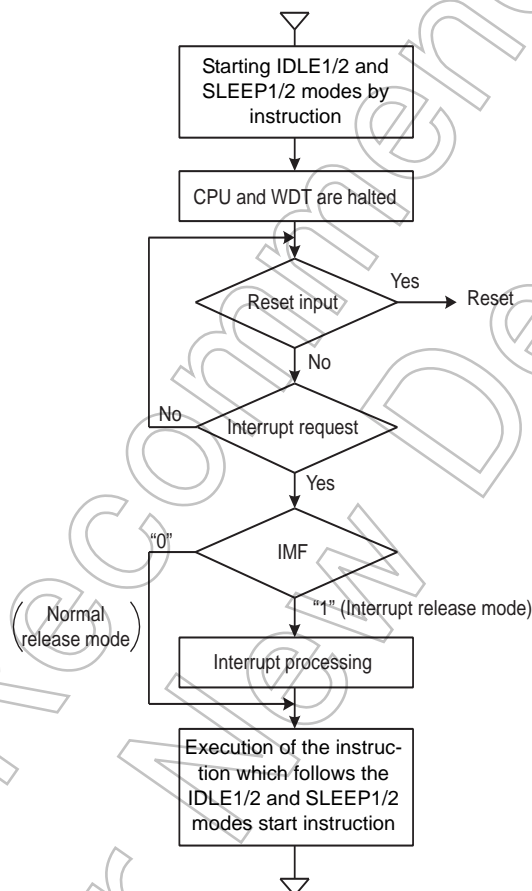 Starting IDLE1/2 and
SLEEP1/2 modes by
instruction
CPU and WDT are halted
Reset input
Yes
Reset
No
Interrupt request
No
Yes
IMF
“0”
Normal
release mode
“1” (Interrupt release mode)
Interrupt processing
Execution of the instruc-
tion which follows the
IDLE1/2 and SLEEP1/2
modes start instruction